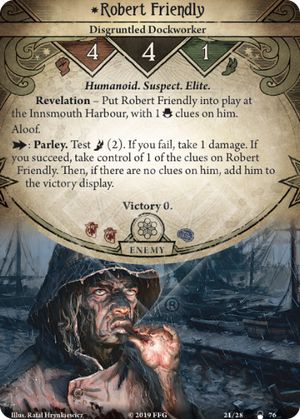 *Robert Friendly
Disgruntled Dockworker
4 4 1
Humanoid. Suspect. Elite.
Revelation – Put Robert Friendly into play at
the Innsmouth Harbour, with 1 clues on him.
Aloof.
: Parley. Test (2). If you fail, take 1 damage. If
you succeed, take control of 1 of the clues on Robert
Friendly. Then, if there are no clues on him, add him to
the victory display.
Victory 0.
ENEMY
Illus. Rafał Hrynkiewicz
© 2019 FFG
21/28
76